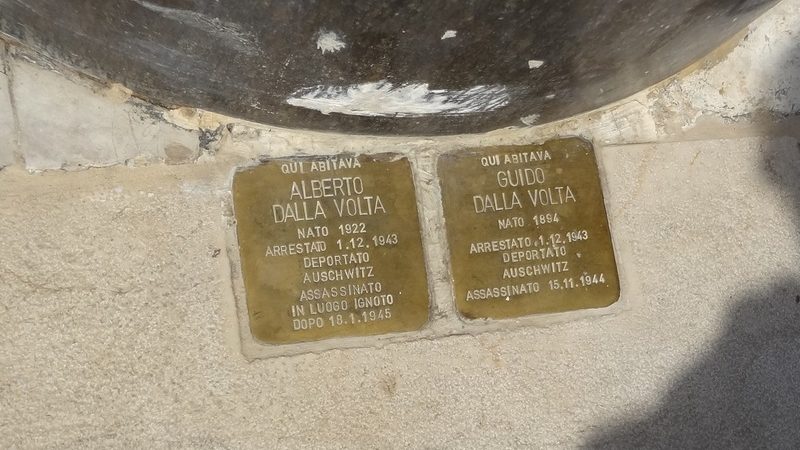 QUI ABITAVA
ALBERTO
DALLA VOLTA
NATO 1922
ARRESTATO 1.12.1943
DEPORTATO
AUSCHWITZ
ASSASSINATO
IN LUOGO IGNOTO
DOPO 18.1.1945
QUI ABITAVA
GUIDO
DALLA VOLTA
NATO 1894
ARRESTATO 1.12.1943
DEPORTATO
AUSCHWITZ
ASSASSINATO 15.11.1944